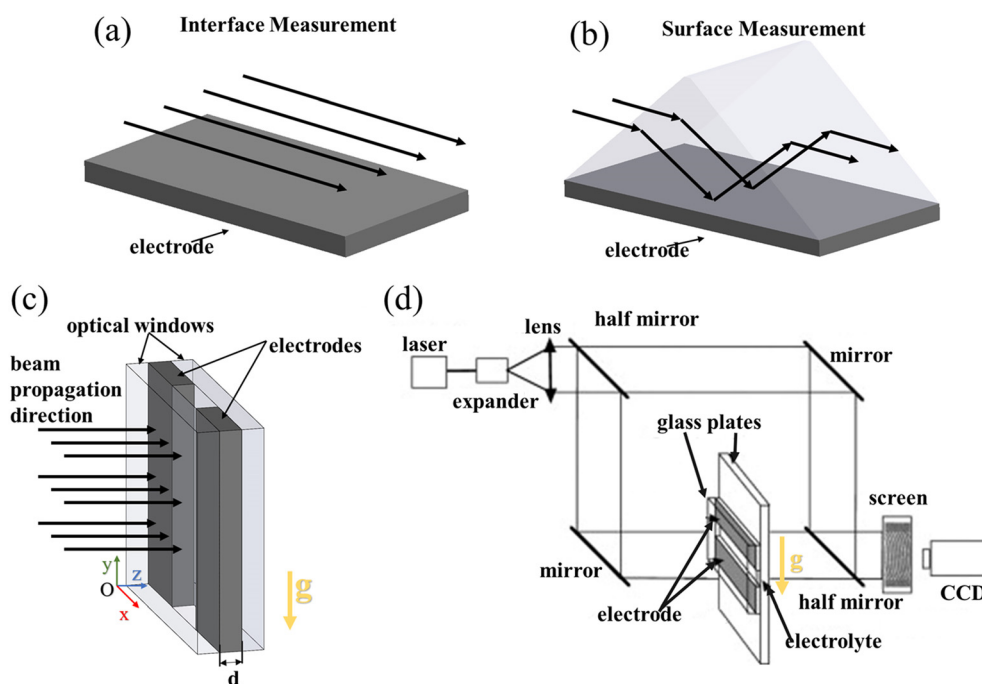 (a)
Interface Measurement
electrode
(b)
Surface Measurement
electrode
(c)
optical windows
electrodes
beam
propagation
direction
y
z
O
x
g
d
(d)
laser
lens
half mirror
mirror
expander
glass plates
screen
mirror
g
half mirror
CCD
electrode
electrolyte